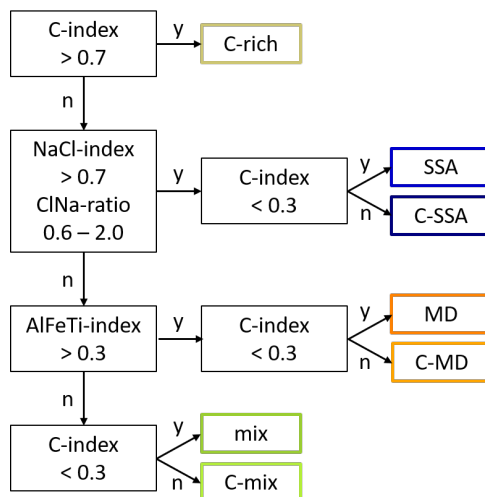 C-index
> 0.7
y
C-rich
n
NaCl-index
> 0.7
ClNa-ratio
0.6 – 2.0
y
C-index
< 0.3
y
SSA
n
C-SSA
n
AlFeTi-index
> 0.3
y
C-index
< 0.3
y
MD
n
C-MD
n
C-index
< 0.3
y
mix
n
C-mix